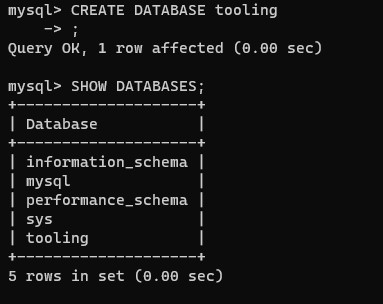 mysql> CREATE DATABASE tooling
    -> ;
Query OK, 1 row affected (0.00 sec)

mysql> SHOW DATABASES;
+--------------------+
| Database           |
+--------------------+
| information_schema |
| mysql              |
| performance_schema |
| sys                |
| tooling            |
+--------------------+
5 rows in set (0.00 sec)